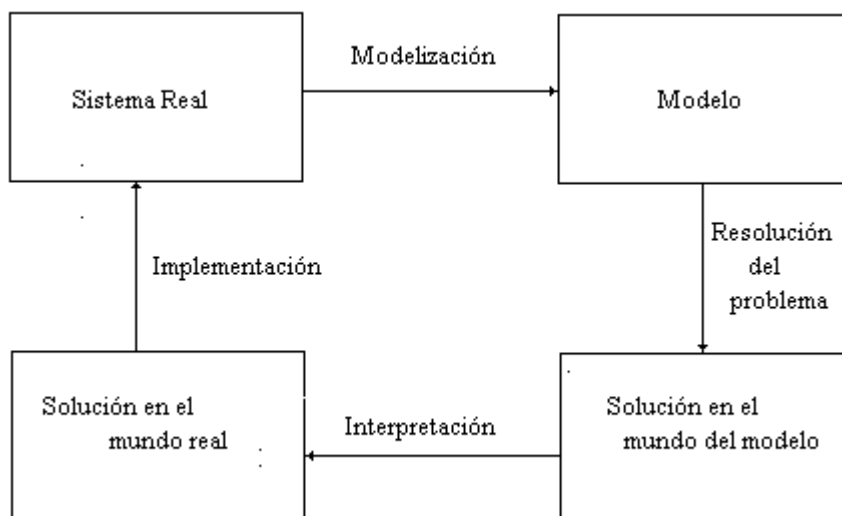 Modelización
Sistema Real
Modelo
Resolución
del
problema
Implementación
Solución en el
mundo real
Interpretación
Solución en el
mundo del modelo